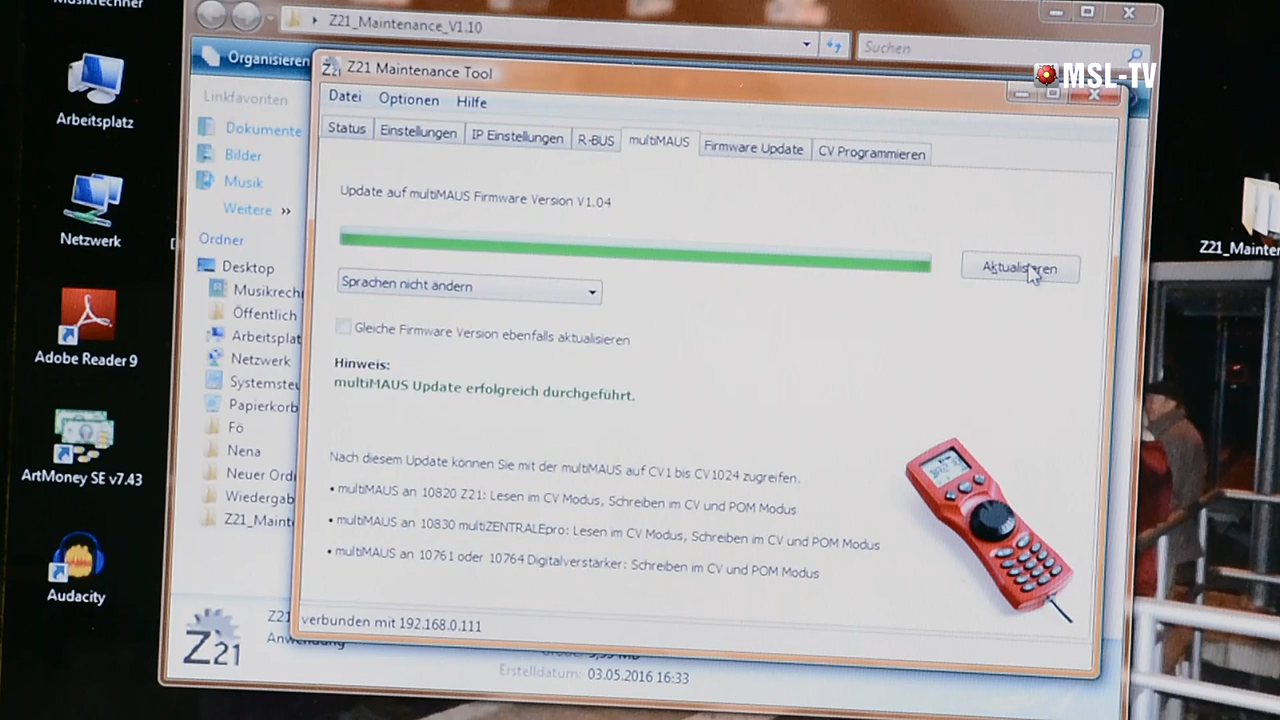 Musikrechner
Arbeitsplatz
Netzwerk
Adobe Reader 9
ArtMoney SE v7.43
Audacity
Z21_Maintenance_V1.10
Suchen
Organisieren
Linkfavoriten
Dokumente
Bilder
Musik
Weitere »
Ordner
Desktop
Musikrech
Öffentlich
Arbeitsplat
Netzwerk
Systemsteu
Papierkorb
Fö
Nena
Neuer Ordn
Wiedergab
Z21_Maint
Z21 Maintenance Tool
MSL-TV
Datei Optionen Hilfe
Status Einstellungen IP Einstellungen R-BUS multiMAUS Firmware Update CV Programmieren
Update auf multiMAUS Firmware Version V1.04
Aktualisieren
Sprachen nicht ändern
Gleiche Firmware Version ebenfalls aktualisieren
Hinweis:
multiMAUS Update erfolgreich durchgeführt.
Nach diesem Update können Sie mit der multiMAUS auf CV1 bis CV1024 zugreifen.
• multiMAUS an 10820 Z21: Lesen im CV Modus, Schreiben im CV und POM Modus
• multiMAUS an 10830 multiZENTRALEpro: Lesen im CV Modus, Schreiben im CV und POM Modus
• multiMAUS an 10761 oder 10764 Digitalverstärker: Schreiben im CV und POM Modus
verbunden mit 192.168.0.111
Z21
Z21
Anwendung
Erstelldatum: 03.05.2016 16:33
Z21_Mainten